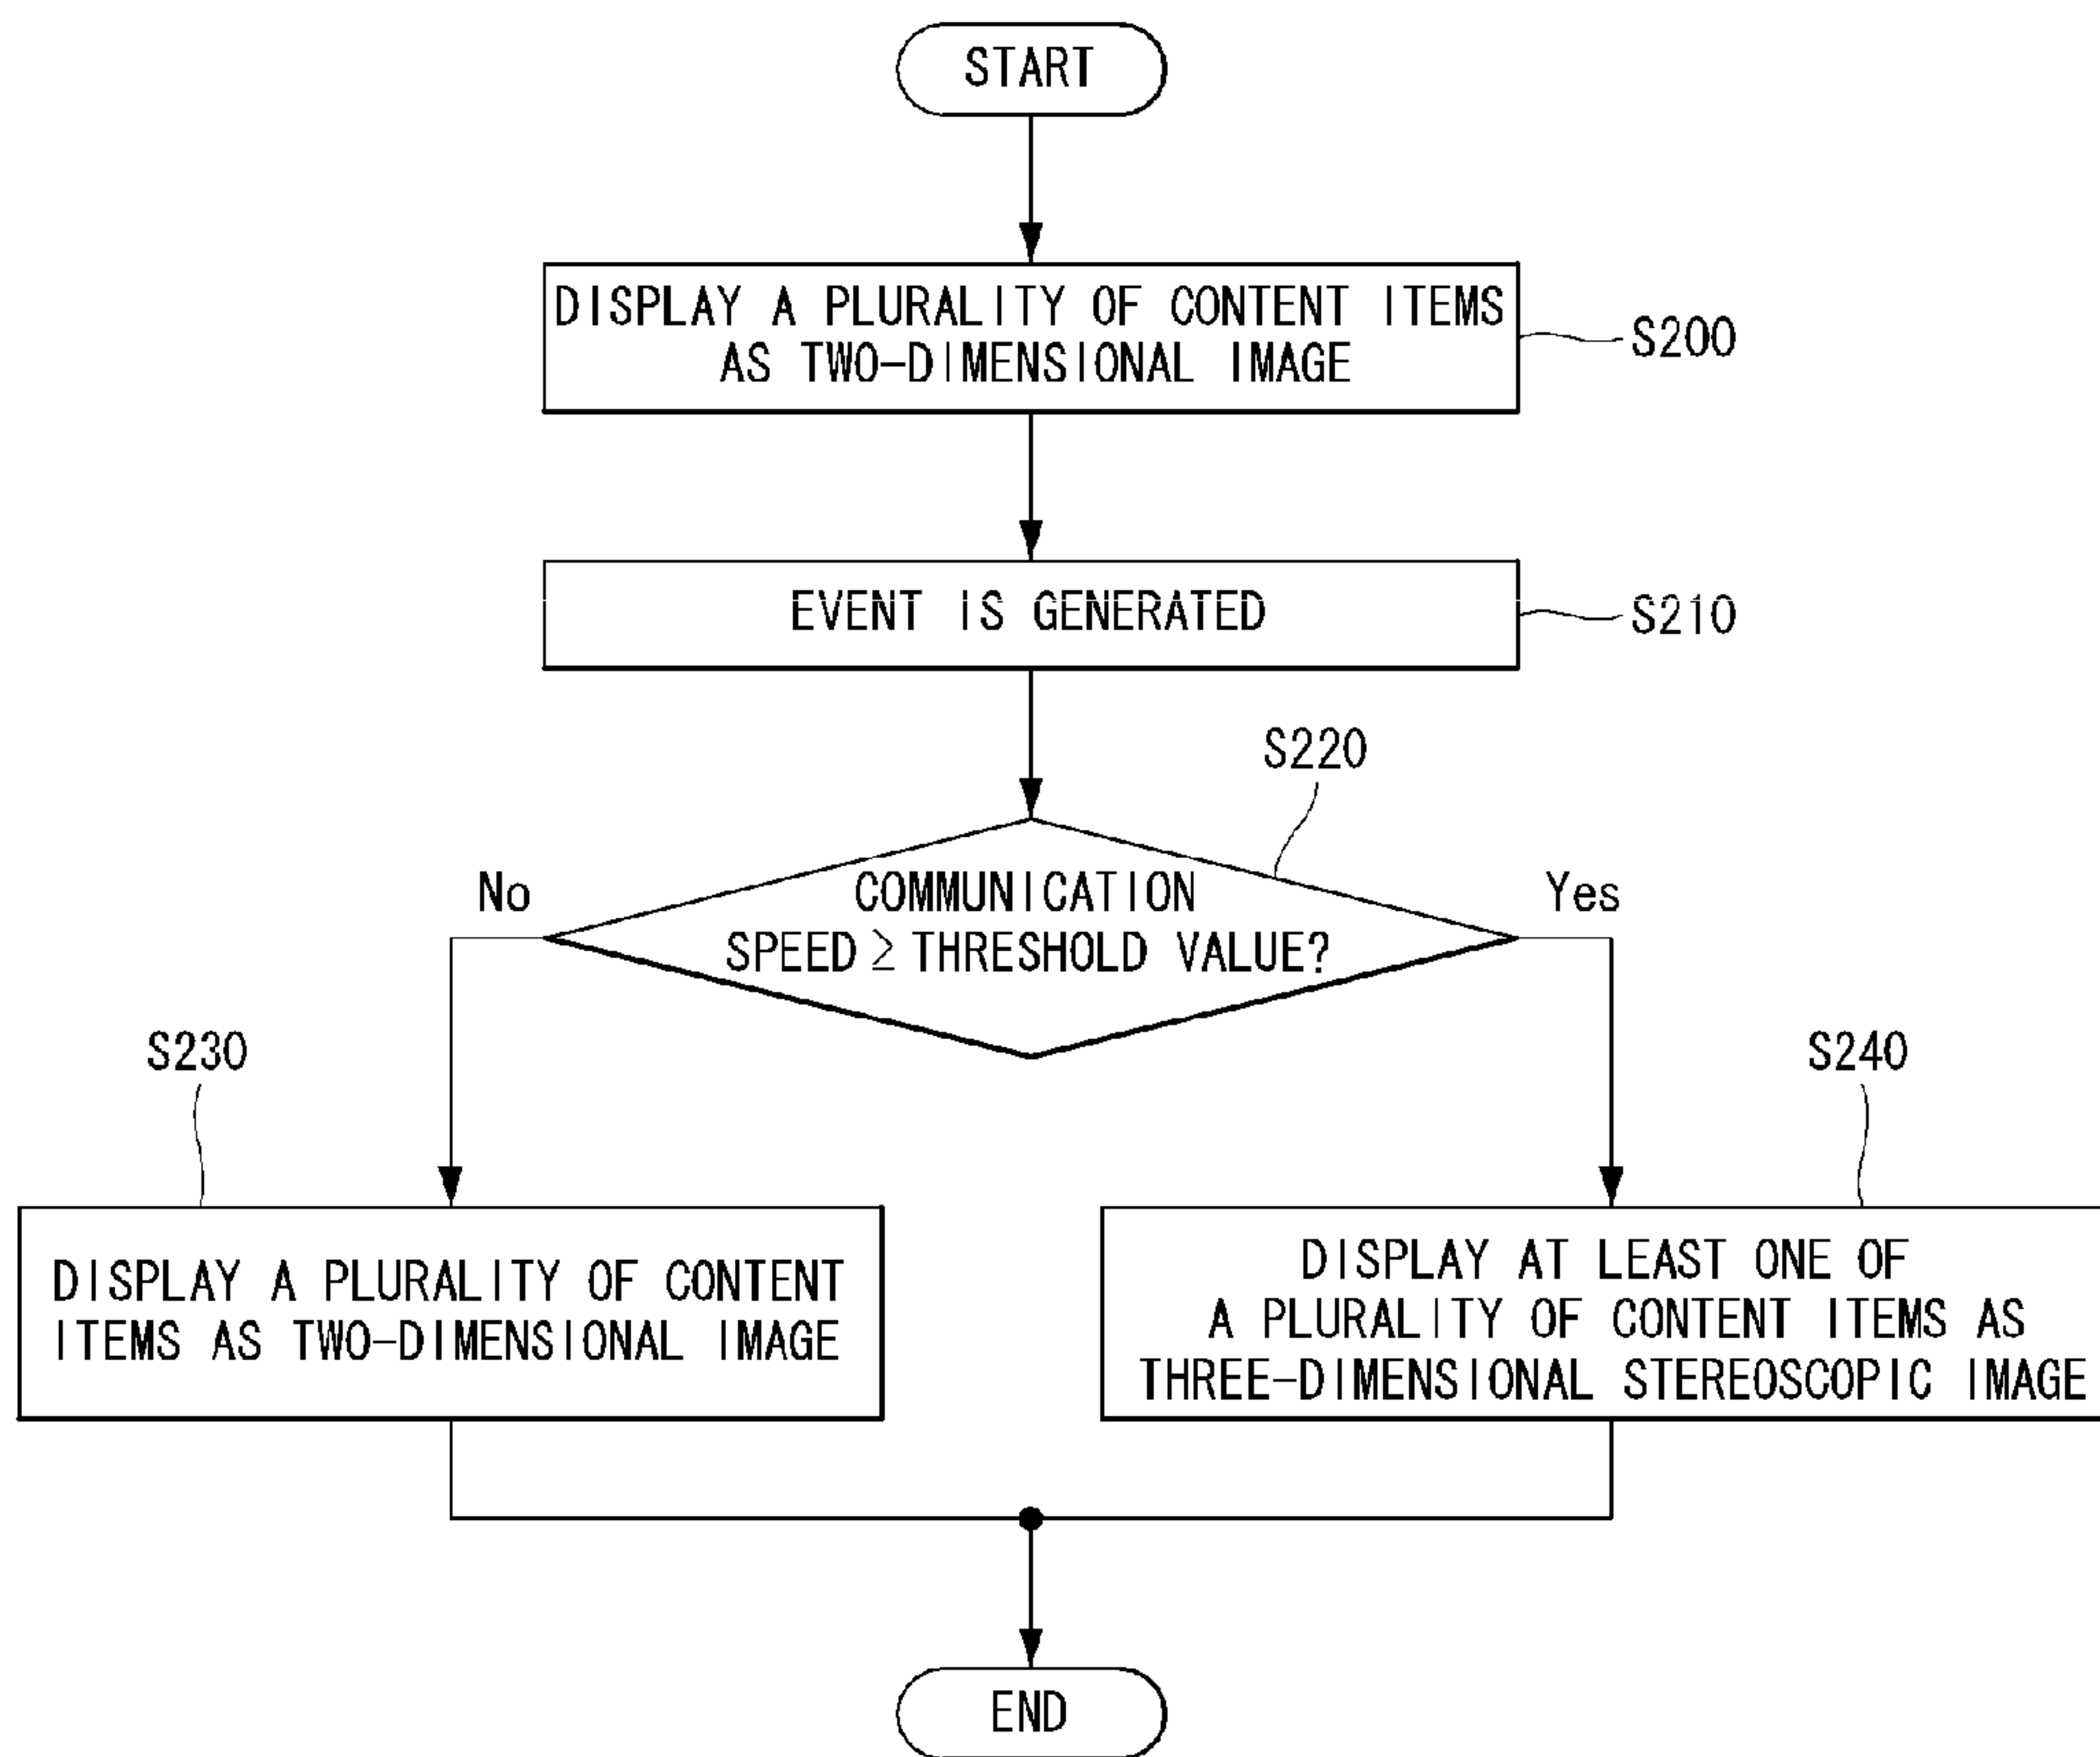 START
DISPLAY A PLURALITY OF CONTENT ITEMS
AS TWO-DIMENSIONAL IMAGE
S200
EVENT IS GENERATED
S210
S220
No
COMMUNICATION
SPEED ≥ THRESHOLD VALUE?
Yes
S230
S240
DISPLAY A PLURALITY OF CONTENT
ITEMS AS TWO-DIMENSIONAL IMAGE
DISPLAY AT LEAST ONE OF
A PLURALITY OF CONTENT ITEMS AS
THREE-DIMENSIONAL STEREOSCOPIC IMAGE
END